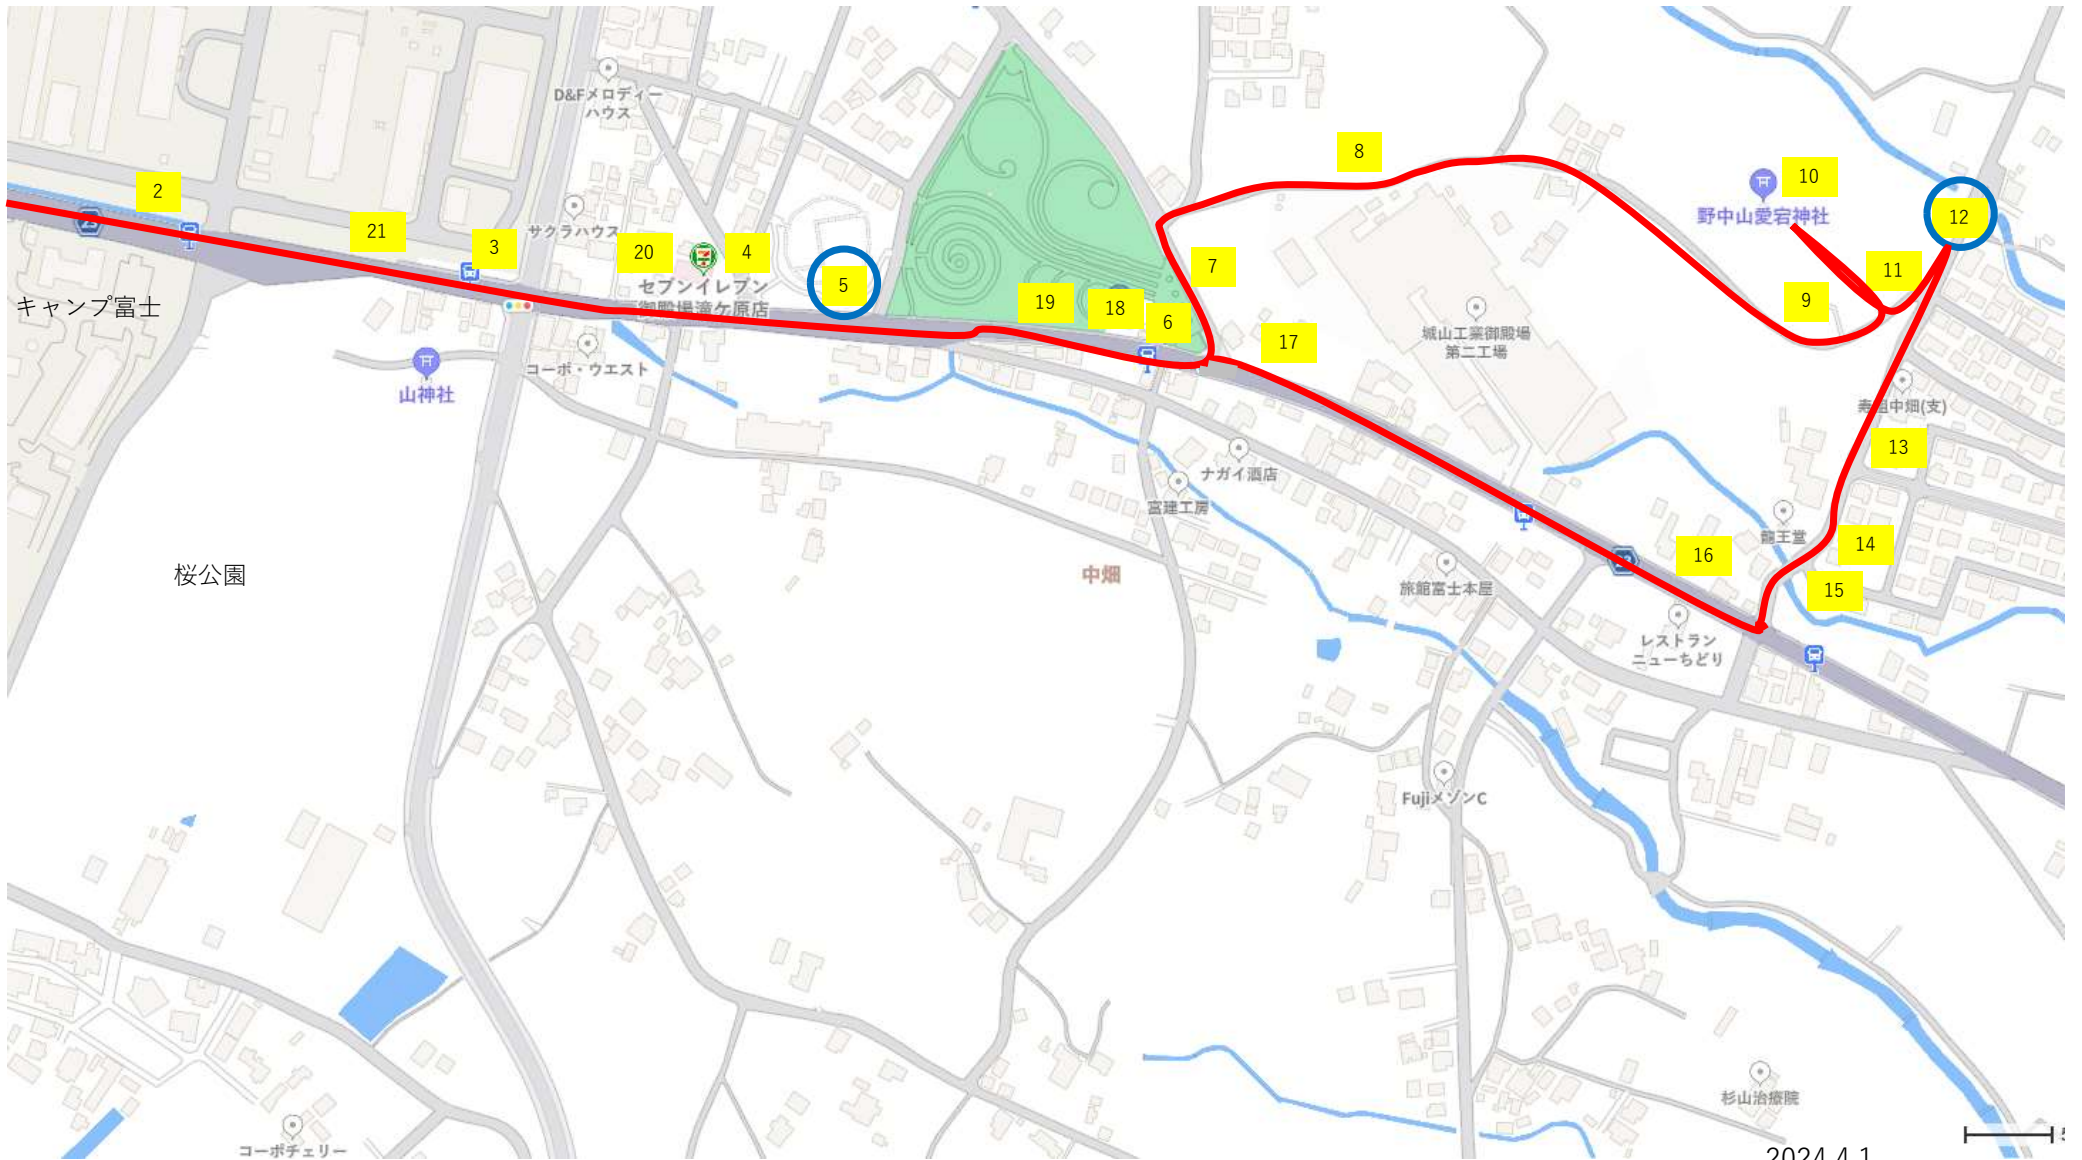 D&Fメロディー
ハウス
8
10
野中山愛宕神社
12
2
21
サクラハウス
3
20
4
セブンイレブン
御殿場滝ケ原店
5
7
11
19
18
6
9
17
キャンプ富士
城山工業御殿場
第二工場
山神社
コーポ・ウエスト
13
ナガイ酒店
富建工房
龍王堂
14
16
15
桜公園
中畑
旅館富士本屋
レストラン
ニューちどり
FujiメゾンC
杉山治療院
コーポチェリー
2024.4.1